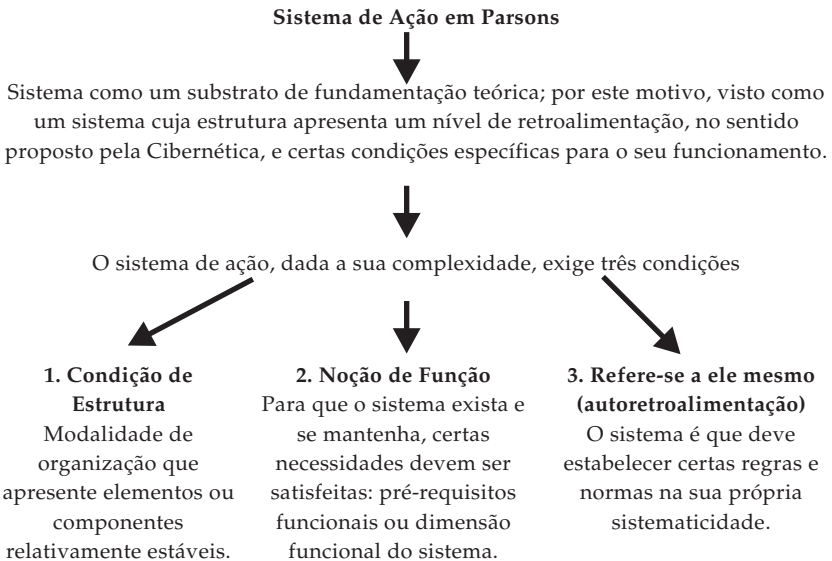 Sistema de Ação em Parsons
Sistema como um substrato de fundamentação teórica; por este motivo, visto como
um sistema cuja estrutura apresenta um nível de retroalimentação, no sentido
proposto pela Cibernética, e certas condições específicas para o seu funcionamento.
O sistema de ação, dada a sua complexidade, exige três condições
1. Condição de
Estrutura
Modalidade de
organização que
apresente elementos ou
componentes
relativamente estáveis.
2. Noção de Função
Para que o sistema exista e
se mantenha, certas
necessidades devem ser
satisfeitas: pré-requisitos
funcionais ou dimensão
funcional do sistema.
3. Refere-se a ele mesmo
(autoretroalimentação)
O sistema é que deve
estabelecer certas regras e
normas na sua própria
sistematicidade.